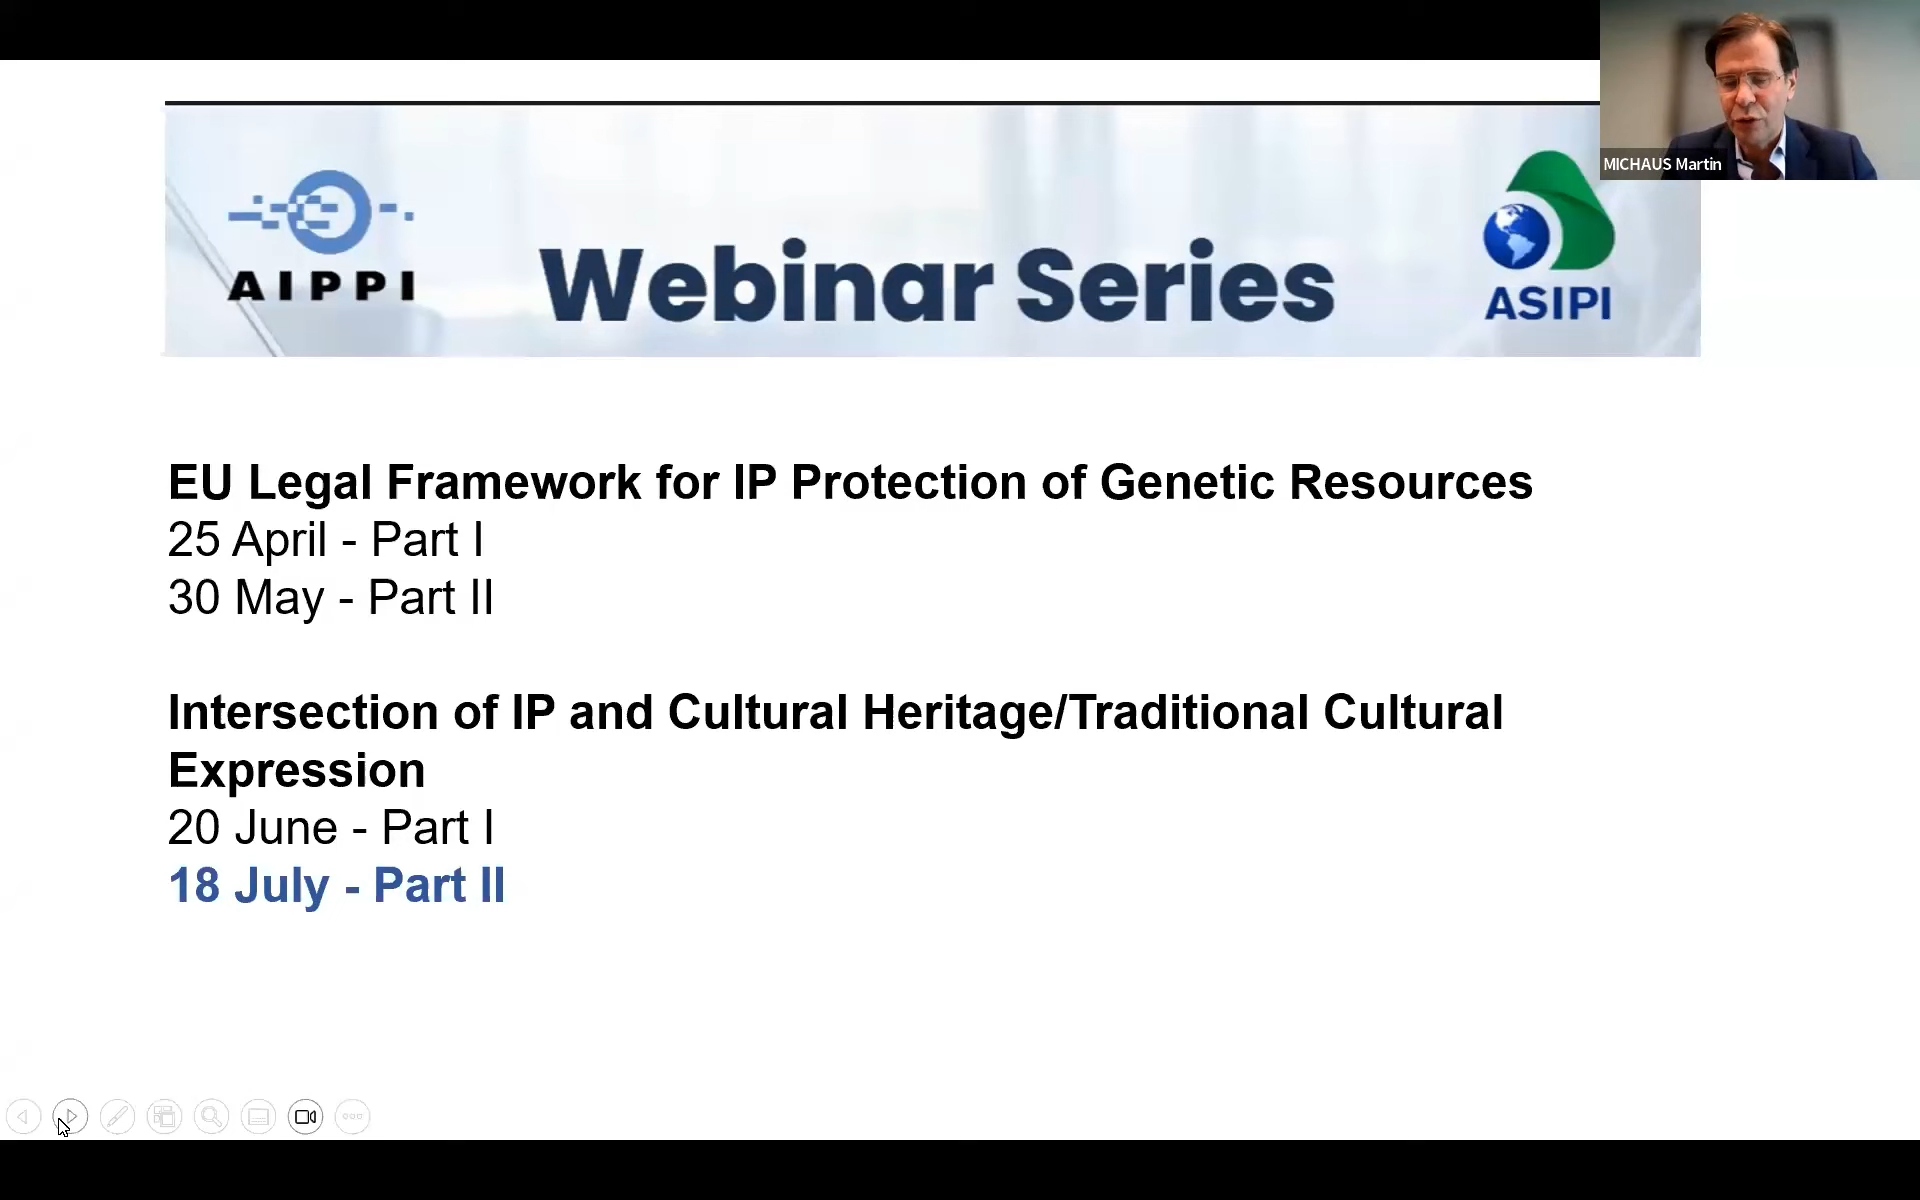 MICHAUS Martin
AIPPI
Webinar Series
ASIPI
EU Legal Framework for IP Protection of Genetic Resources
25 April - Part I
30 May - Part II
Intersection of IP and Cultural Heritage/Traditional Cultural
Expression
20 June - Part I
18 July - Part II